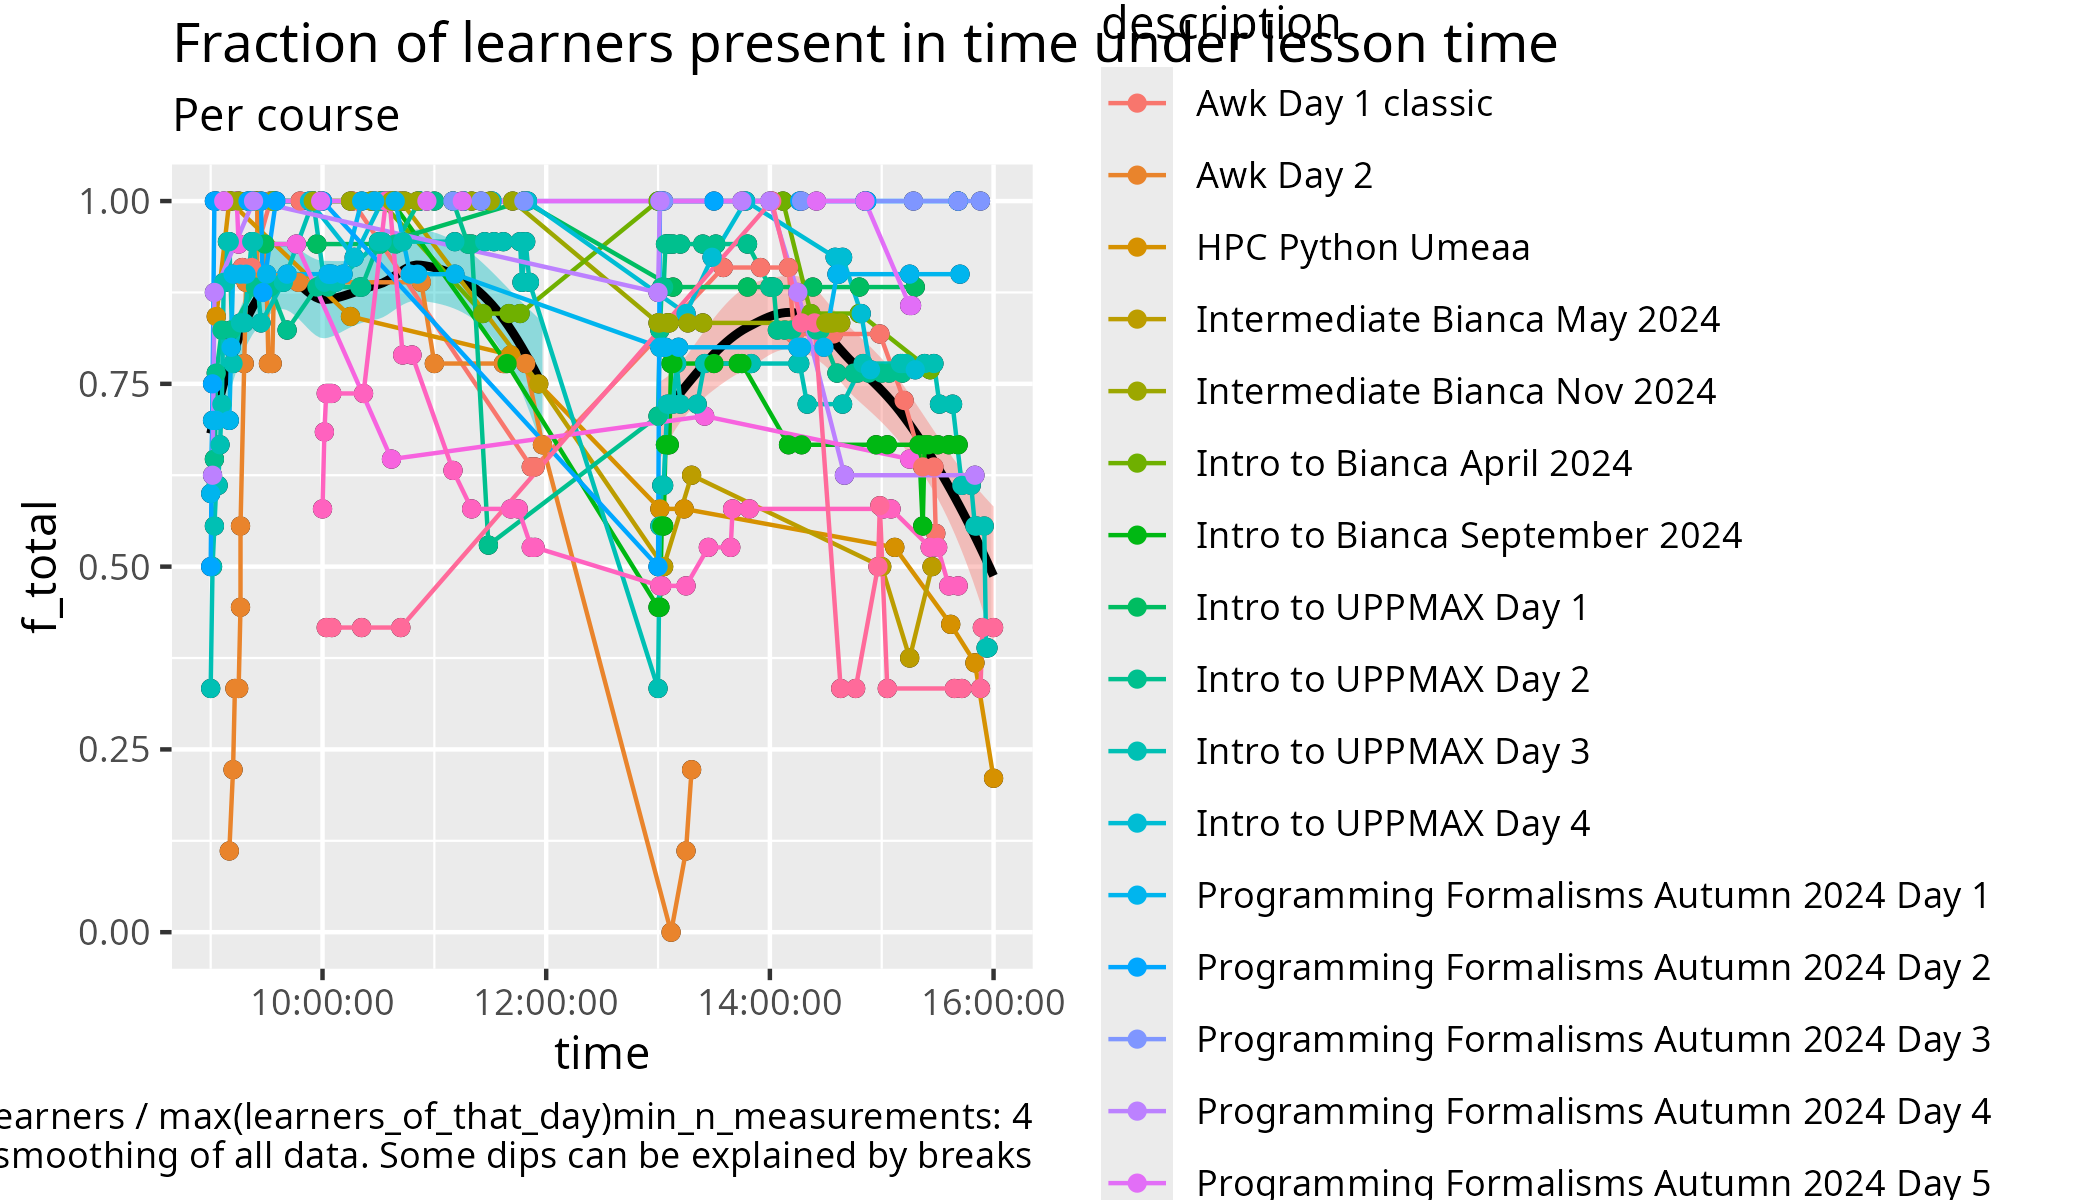 Fraction of learners present in time under lesson time
Per course
f_total
1.00
0.75
0.50
0.25
0.00
10:00:00
12:00:00
14:00:00
16:00:00
time
earners / max(learners_of_that_day)min_n_measurements: 4
smoothing of all data. Some dips can be explained by breaks
description
Awk Day 1 classic
Awk Day 2
HPC Python Umeaa
Intermediate Bianca May 2024
Intermediate Bianca Nov 2024
Intro to Bianca April 2024
Intro to Bianca September 2024
Intro to UPPMAX Day 1
Intro to UPPMAX Day 2
Intro to UPPMAX Day 3
Intro to UPPMAX Day 4
Programming Formalisms Autumn 2024 Day 1
Programming Formalisms Autumn 2024 Day 2
Programming Formalisms Autumn 2024 Day 3
Programming Formalisms Autumn 2024 Day 4
Programming Formalisms Autumn 2024 Day 5